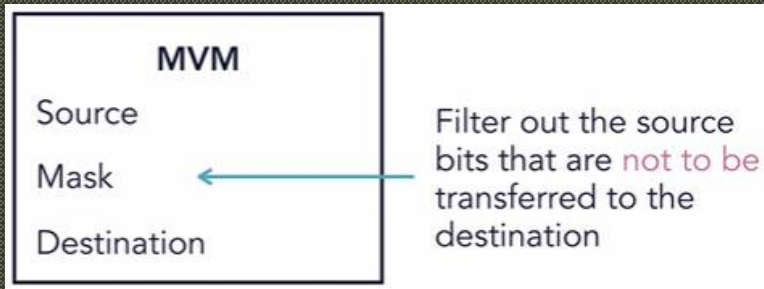 MVM
Source
Mask
Destination
Filter out the source
bits that are not to be
transferred to the
destination